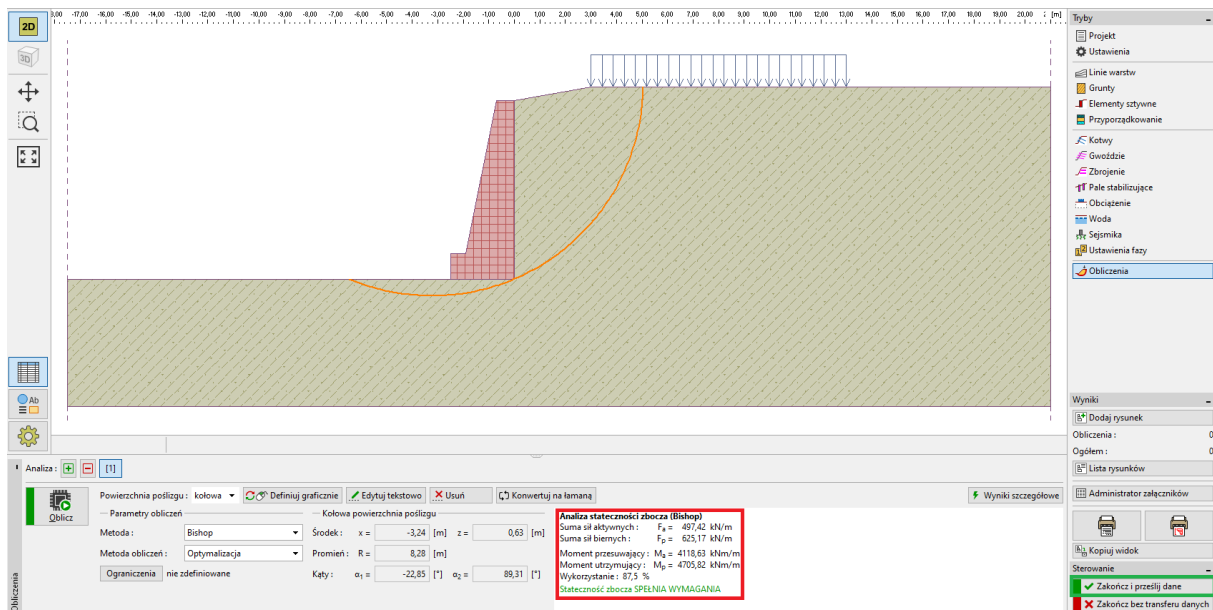 2D
0,00 -17,00 -16,00 -15,00 -14,00 -13,00 -12,00 -11,00 -10,00 -9,00 -8,00 -7,00 -6,00 -5,00 -4,00 -3,00 -2,00 -1,00 0,00 1,00 2,00 3,00 4,00 5,00 6,00 7,00 8,00 9,00 10,00 11,00 12,00 13,00 14,00 15,00 16,00 17,00 18,00 19,00 20,00 [m]
3D
Ab
Tryby
Projekt
Ustawienia
Linie warstw
Grunty
Elementy sztywne
Przyporządkowanie
Kotwy
Gwoździe
Zbrojenie
Pale stabilizujące
Obciążenie
Woda
Sejsmika
Ustawienia fazy
Obliczenia
Wyniki
Dodaj rysunek
Obliczenia : 0
Ogółem : 0
Lista rysunków
Administrator załączników
Kopiuj widok
Sterowanie
Zakończ i prześlij dane
Zakończ bez transferu danych
Analiza : [1]
Oblicz
Powierzchnia poślizgu : kołowa Definiuj graficznie Edytuj tekstowo Usuń Konwertuj na łamaną Wyniki szczegółowe
Parametry obliczeń
Metoda : Bishop
Metoda obliczeń : Optymalizacja
Ograniczenia nie zdefiniowane
Kołowa powierzchnia poślizgu
Środek : x = -3,24 [m] z = 0,63 [m]
Promień : R = 8,28 [m]
Kąty : α1 = -22,85 [°] α2 = 89,31 [°]
Analiza stateczności zbocza (Bishop)
Suma sił aktywnych : Fa = 497,42 kN/m
Suma sił biernych : Fp = 625,17 kN/m
Moment przesuwający : Ma = 4118,63 kNm/m
Moment utrzymujący : Mp = 4705,82 kNm/m
Wykorzystanie : 87,5 %
Stateczność zbocza SPEŁNIA WYMAGANIA
Obliczenia